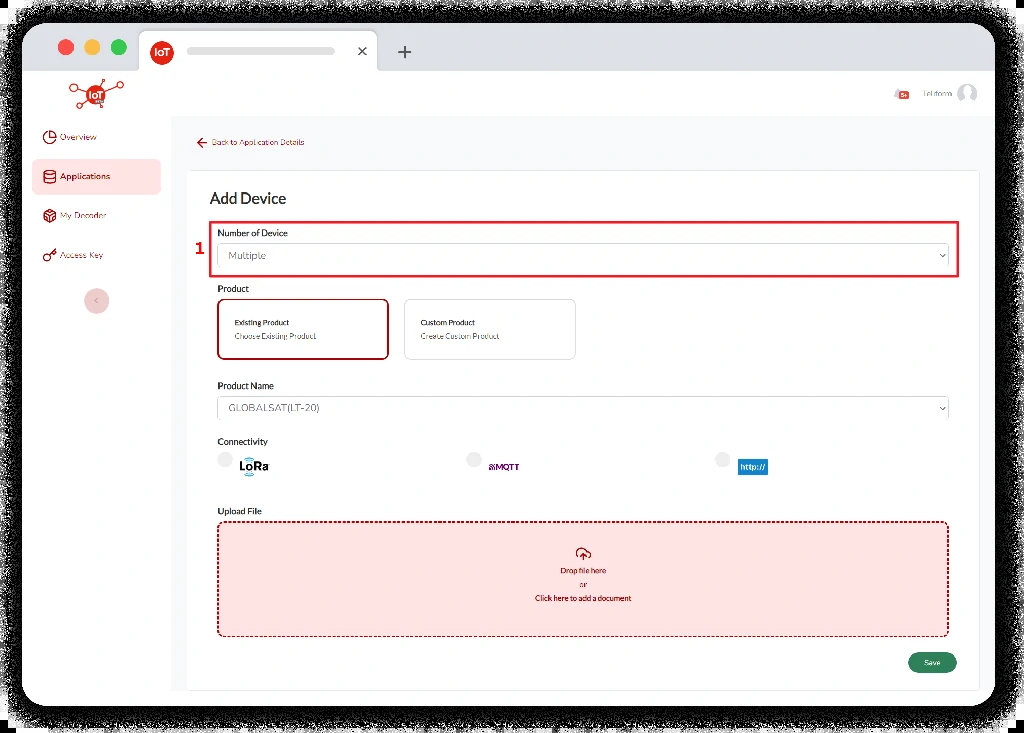 IoT
IoT
5+
Overview
Applications
My Decoder
Access Key
Back to Application Details
Add Device
1
Number of Device
Multiple
Product
Existing Product
Choose Existing Product
Custom Product
Create Custom Product
Product Name
GLOBALSAT(LT-20)
Connectivity
LoRa
MQTT
http://
Upload File
Drop file here
or
Click here to add a document
Save